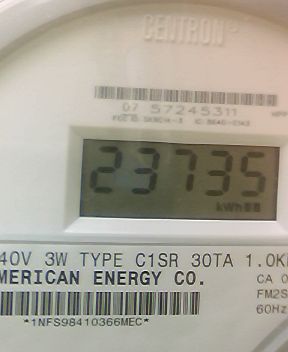 CENTRON®
07 57245311
23735
kWh
40V 3W TYPE C1SR 30TA 1.0K
MERICAN ENERGY CO.
CA 0
FM2S
60Hz
*1NFS98410366MEC*